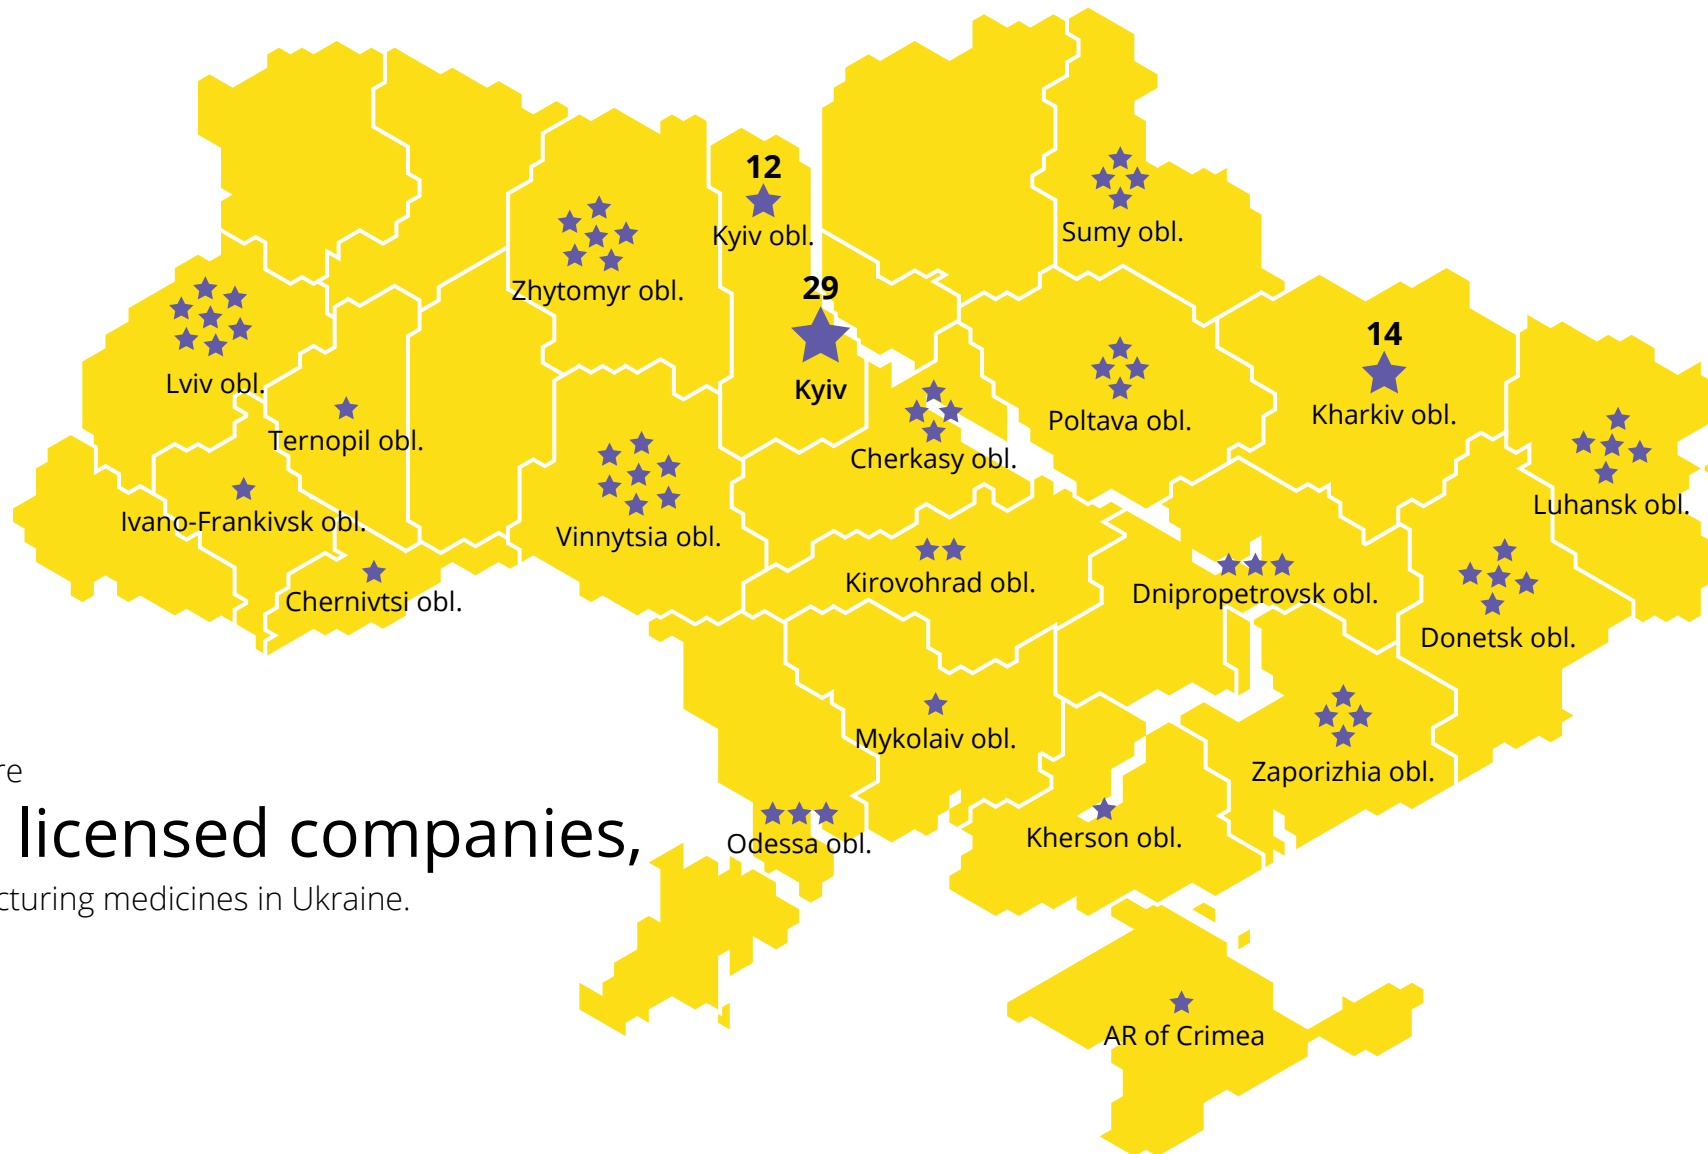 12
Kyiv obl.
Sumy obl.
29
Zhytomyr obl.
14
Lviv obl.
Kyiv
Poltava obl.
Kharkiv obl.
Ternopil obl.
Cherkasy obl.
Luhansk obl.
Ivano-Frankivsk obl.
Vinnytsia obl.
Kirovohrad obl.
Dnipropetrovsk obl.
Chernivtsi obl.
Donetsk obl.
Mykolaiv obl.
Zaporizhia obl.
licensed companies,
Odessa obl.
Kherson obl.
medicines in Ukraine.
AR of Crimea